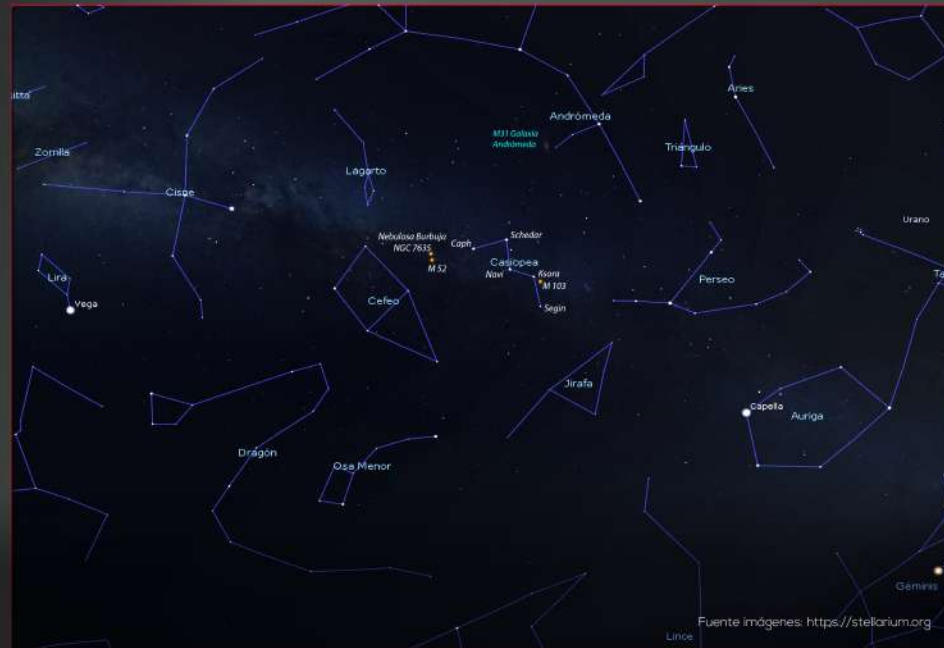 Aries
itta
Andrómeda
M31 Galaxia
Andrómeda
Triángulo
Zorrilla
Lagarto
Cisne
Urano
Schedar
Nebulosa Burbuja
NGC 7635
Caph
Casiopea
M 52
Navi
Ksora
M 103
Lira
Perseo
Ta
Cefeo
Vega
Segin
Jirafa
Capella
Auriga
Dragón
Osa Menor
Géminis
Fuente imágenes: https://stellarium.org
Lince